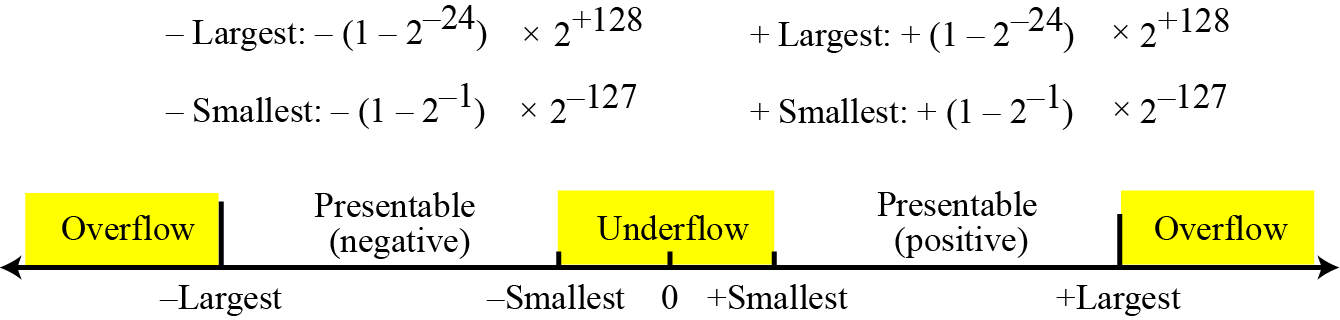 – Largest: – (1 – 2⁻²⁴) × 2⁺¹²⁸ + Largest: + (1 – 2⁻²⁴) × 2⁺¹²⁸
– Smallest: – (1 – 2⁻¹) × 2⁻¹²⁷ + Smallest: + (1 – 2⁻¹) × 2⁻¹²⁷
Overflow
Presentable
(negative)
Underflow
Presentable
(positive)
Overflow
–Largest –Smallest 0 +Smallest +Largest